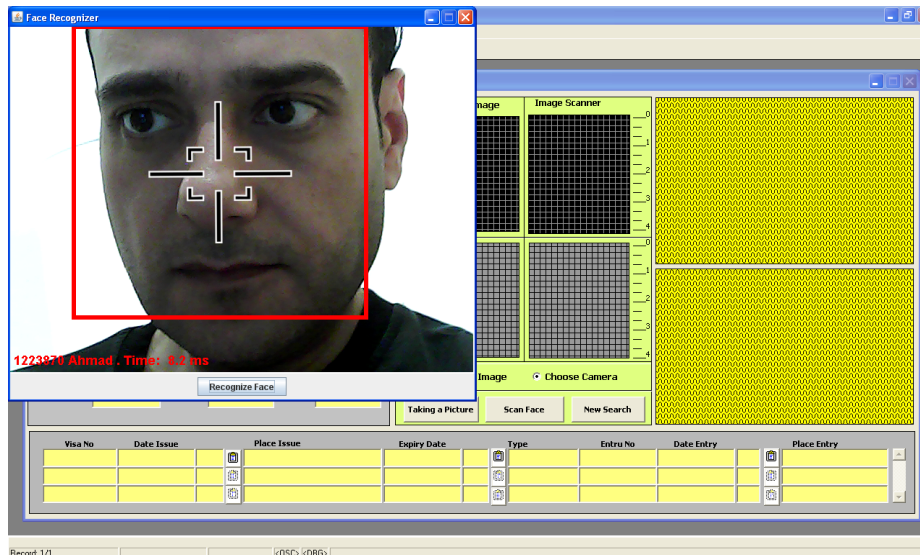 Face Recognizer
mage
Image Scanner
0
1
2
3
4
0
1
2
3
4
1223870 Ahmad . Time: 8.2 ms
Recognize Face
Image
Choose Camera
Taking a Picture
Scan Face
New Search
Visa No
Date Issue
Place Issue
Expiry Date
Type
Entru No
Date Entry
Place Entry
Record: 1/1
<OSC>
<DBG>